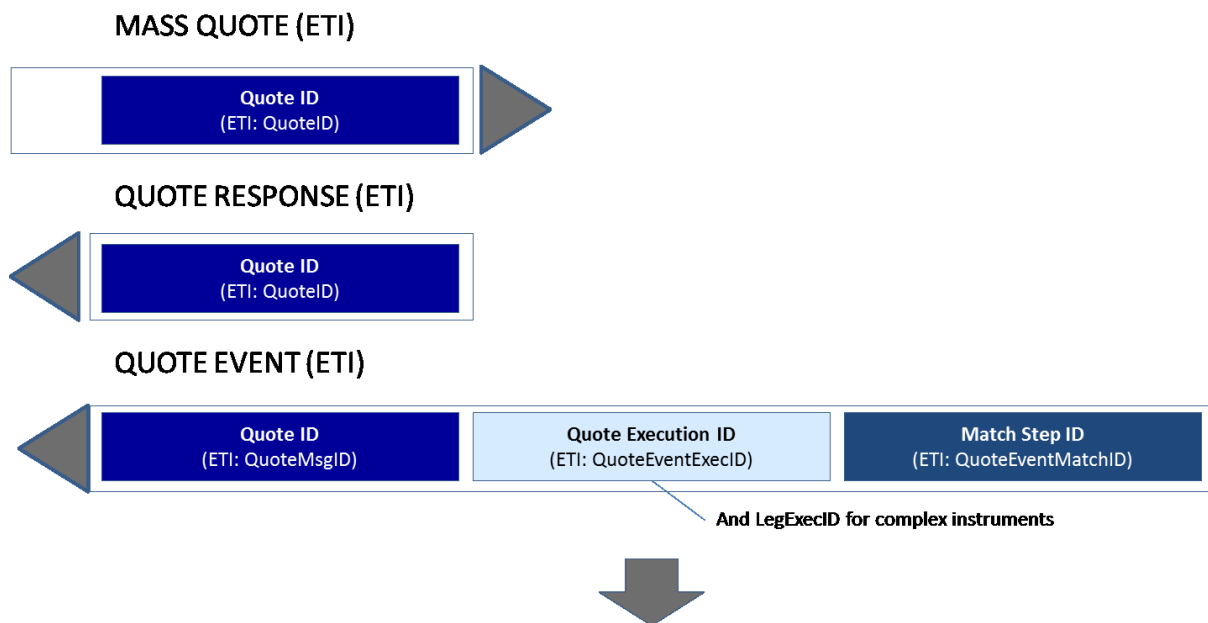 MASS QUOTE (ETI)
Quote ID
(ETI: QuoteID)
QUOTE RESPONSE (ETI)
Quote ID
(ETI: QuoteID)
QUOTE EVENT (ETI)
Quote ID
(ETI: QuoteMsgID)
Quote Execution ID
(ETI: QuoteEventExecID)
Match Step ID
(ETI: QuoteEventMatchID)
And LegExecID for complex instruments